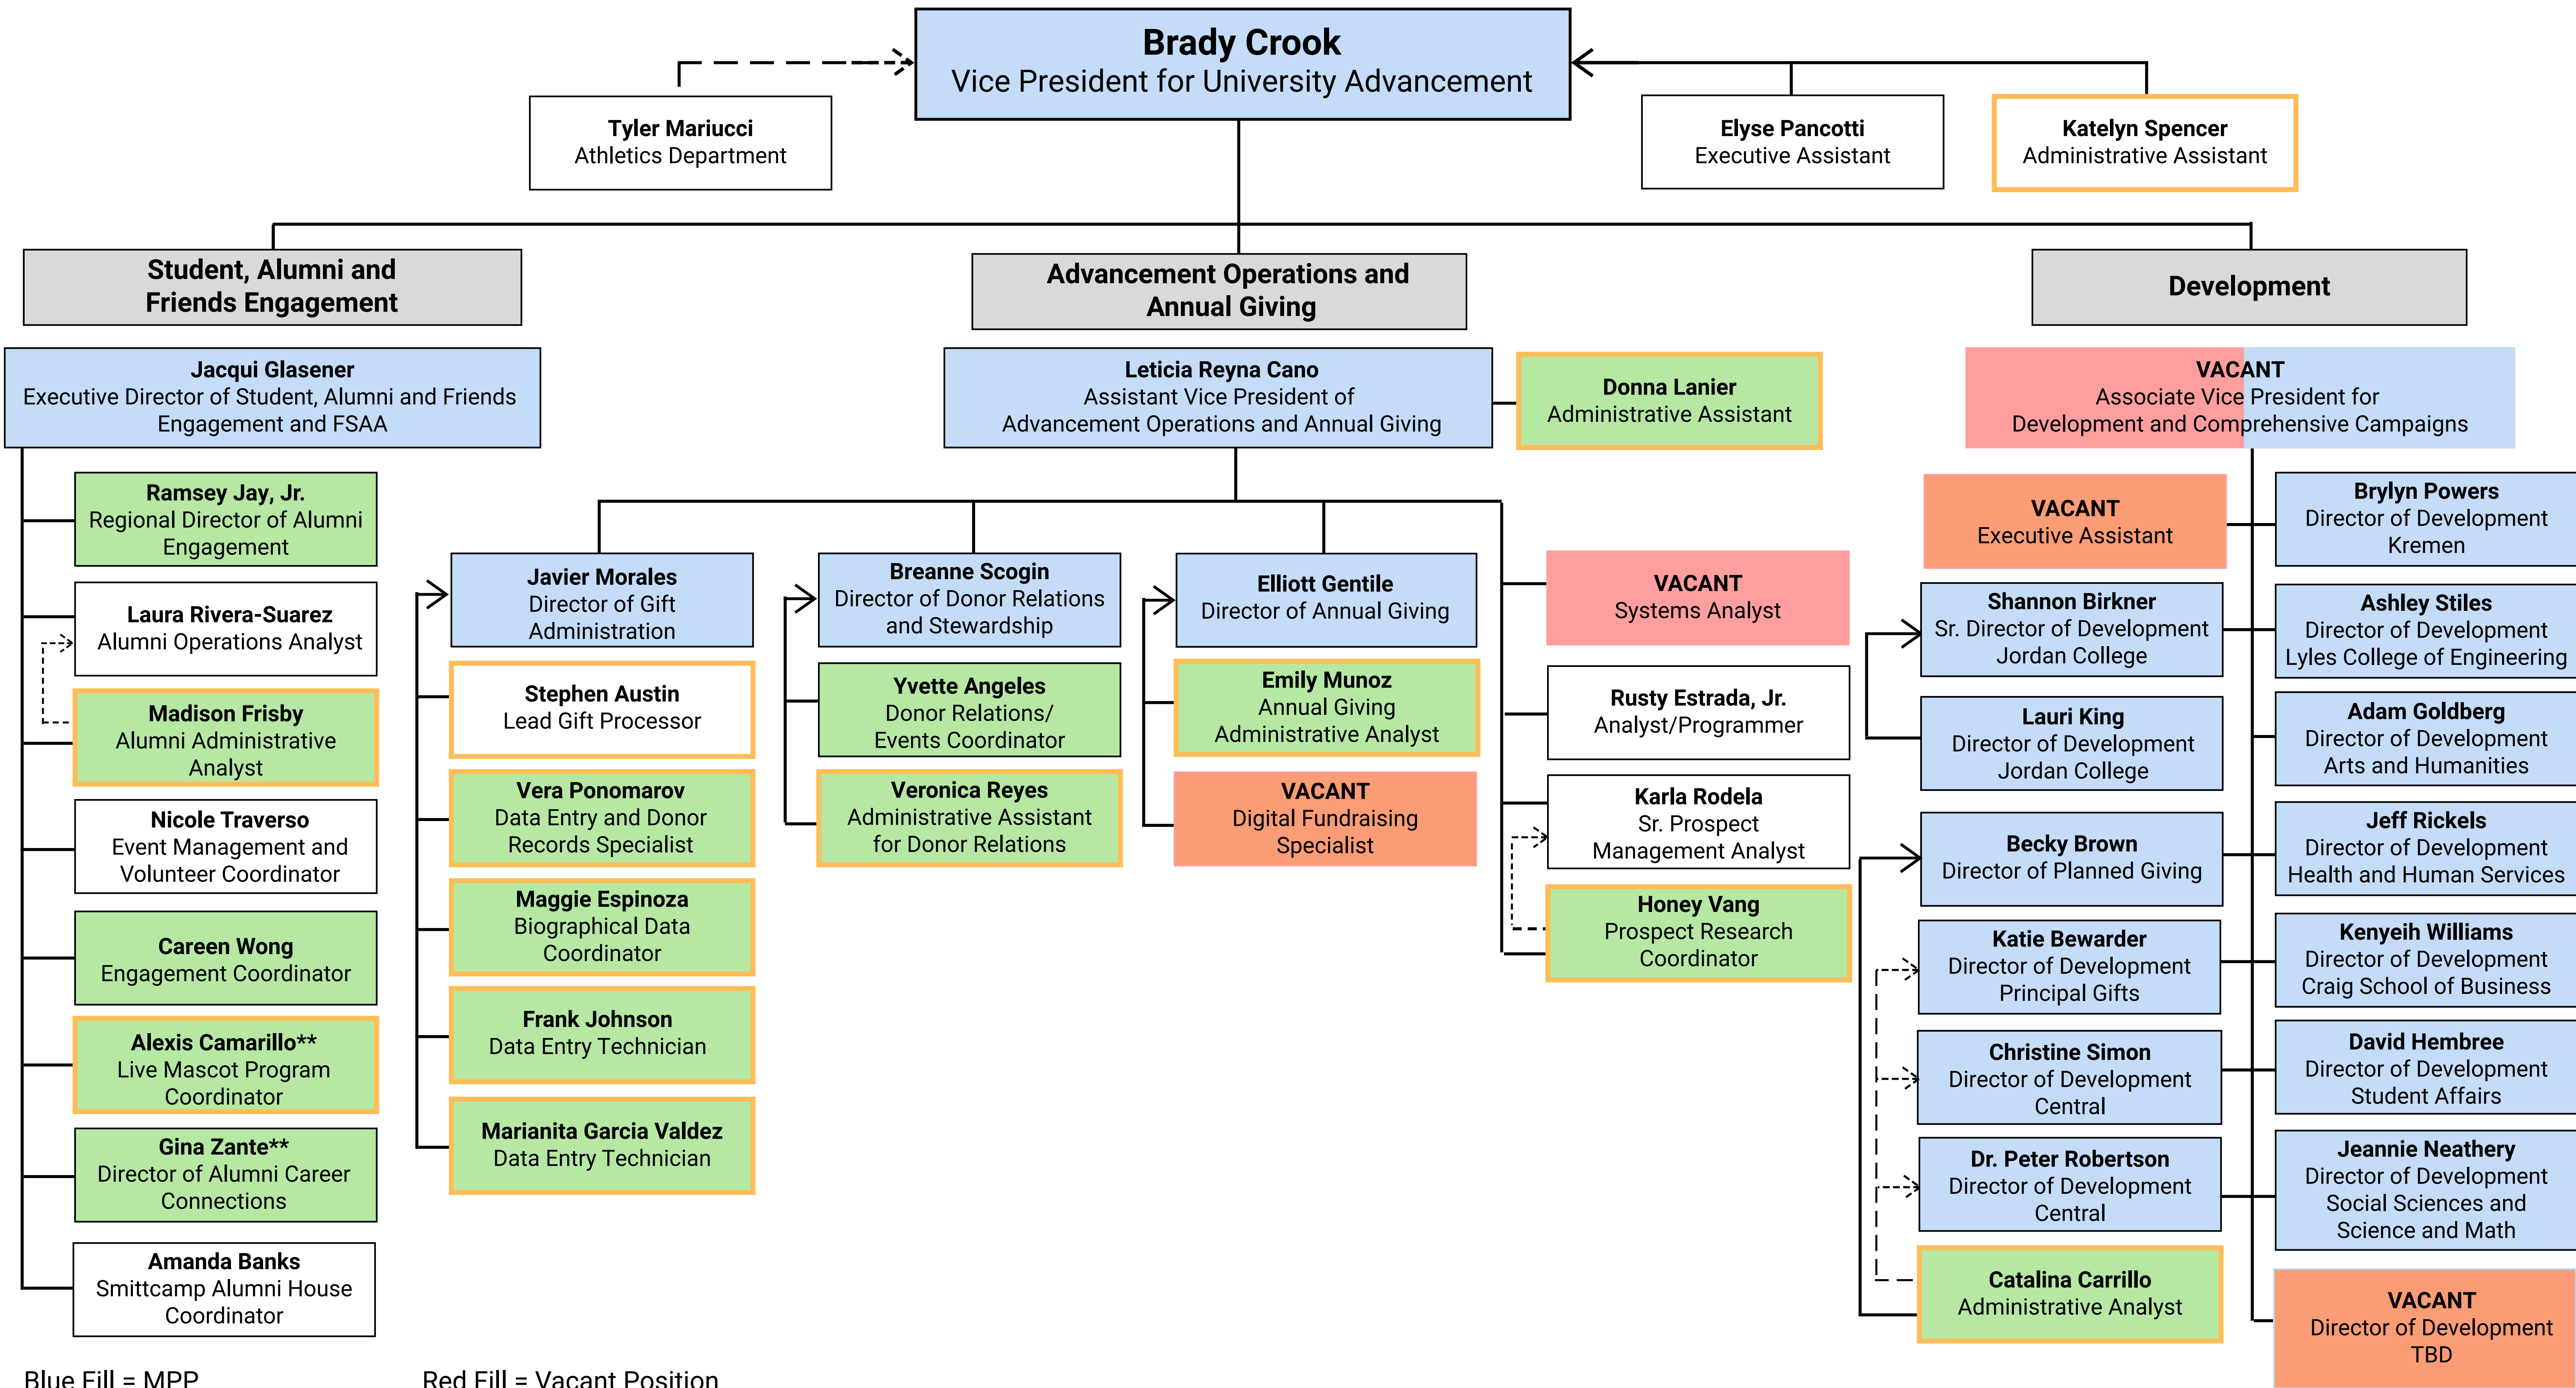 Brady Crook
Vice President for University Advancement
Tyler Mariucci
Athletics Department
Elyse Pancotti
Executive Assistant
Katelyn Spencer
Administrative Assistant
Student, Alumni and
Friends Engagement
Advancement Operations and
Annual Giving
Development
Jacqui Glasener
Executive Director of Student, Alumni and Friends
Engagement and FSAA
Ramsey Jay, Jr.
Regional Director of Alumni
Engagement
Laura Rivera-Suarez
Alumni Operations Analyst
Madison Frisby
Alumni Administrative
Analyst
Nicole Traverso
Event Management and
Volunteer Coordinator
Careen Wong
Engagement Coordinator
Alexis Camarillo**
Live Mascot Program
Coordinator
Gina Zante**
Director of Alumni Career
Connections
Amanda Banks
Smittcamp Alumni House
Coordinator
Leticia Reyna Cano
Assistant Vice President of
Advancement Operations and Annual Giving
Donna Lanier
Administrative Assistant
Javier Morales
Director of Gift
Administration
Stephen Austin
Lead Gift Processor
Vera Ponomarov
Data Entry and Donor
Records Specialist
Maggie Espinoza
Biographical Data
Coordinator
Frank Johnson
Data Entry Technician
Marianita Garcia Valdez
Data Entry Technician
Breanne Scogin
Director of Donor Relations
and Stewardship
Yvette Angeles
Donor Relations/
Events Coordinator
Veronica Reyes
Administrative Assistant
for Donor Relations
Elliott Gentile
Director of Annual Giving
Emily Munoz
Annual Giving
Administrative Analyst
VACANT
Digital Fundraising
Specialist
VACANT
Systems Analyst
Rusty Estrada, Jr.
Analyst/Programmer
Karla Rodela
Sr. Prospect
Management Analyst
Honey Vang
Prospect Research
Coordinator
VACANT
Associate Vice President for
Development and Comprehensive Campaigns
VACANT
Executive Assistant
Shannon Birkner
Sr. Director of Development
Jordan College
Lauri King
Director of Development
Jordan College
Becky Brown
Director of Planned Giving
Katie Bewarder
Director of Development
Principal Gifts
Christine Simon
Director of Development
Central
Dr. Peter Robertson
Director of Development
Central
Catalina Carrillo
Administrative Analyst
Brylyn Powers
Director of Development
Kremen
Ashley Stiles
Director of Development
Lyles College of Engineering
Adam Goldberg
Director of Development
Arts and Humanities
Jeff Rickels
Director of Development
Health and Human Services
Kenyeih Williams
Director of Development
Craig School of Business
David Hembree
Director of Development
Student Affairs
Jeannie Neathery
Director of Development
Social Sciences and
Science and Math
VACANT
Director of Development
TBD
Blue Fill = MPP
Red Fill = Vacant Position